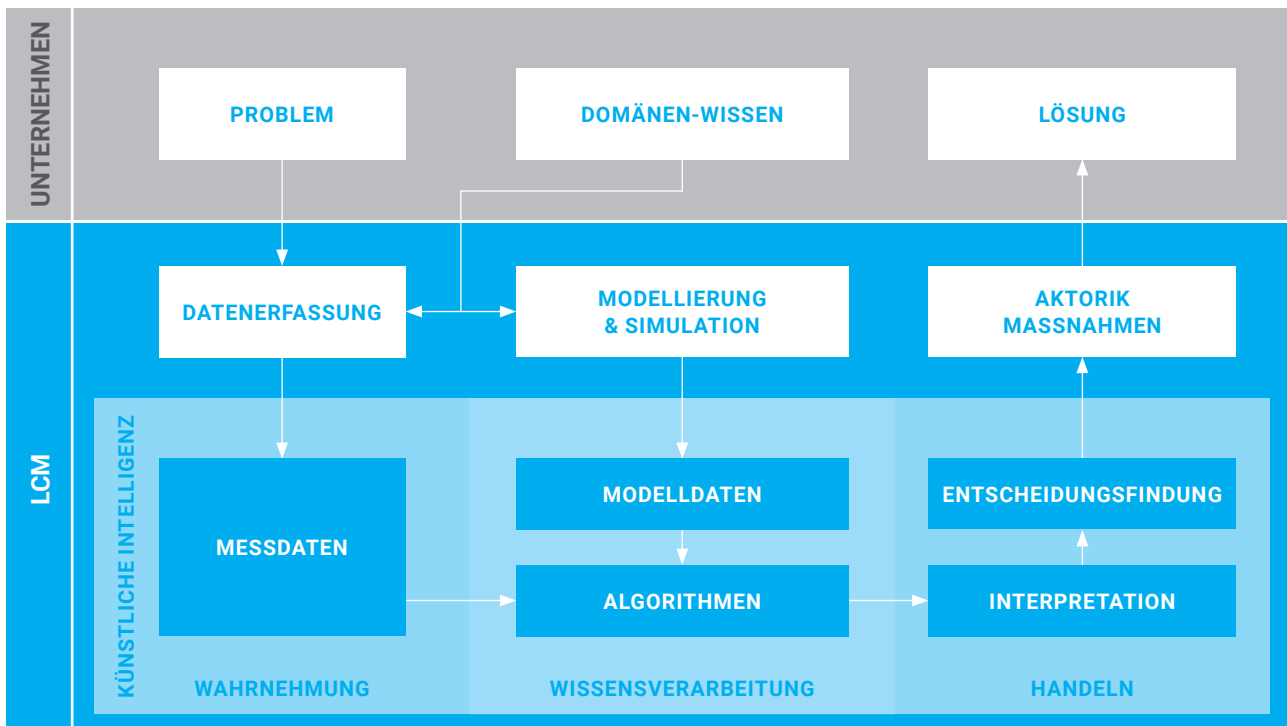 UNTERNEHMEN
PROBLEM
DOMÄNEN-WISSEN
LÖSUNG
LCM
DATENERFASSUNG
MODELLIERUNG
& SIMULATION
AKTORIK
MASSNAHMEN
KÜNSTLICHE INTELLIGENZ
MESSDATEN
MODELLDATEN
ENTSCHEIDUNGSFINDUNG
ALGORITHMEN
INTERPRETATION
WAHRNEHMUNG
WISSENSVERARBEITUNG
HANDELN